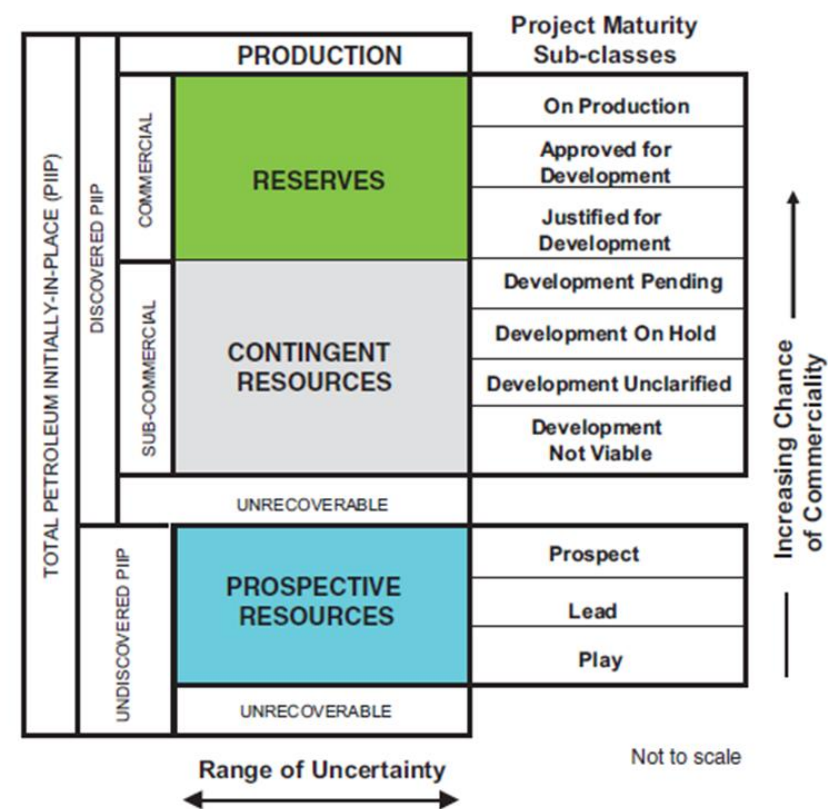 Project Maturity
Sub-classes
PRODUCTION
TOTAL PETROLEUM INITIALLY-IN-PLACE (PIIP)
DISCOVERED PIIP
COMMERCIAL
RESERVES
On Production
Approved for
Development
Justified for
Development
SUB-COMMERCIAL
CONTINGENT
RESOURCES
Development Pending
Development On Hold
Development Unclarified
Development
Not Viable
UNRECOVERABLE
UNDISCOVERED PIIP
PROSPECTIVE
RESOURCES
Prospect
Lead
Play
UNRECOVERABLE
Increasing Chance
of Commerciality
Range of Uncertainty
Not to scale